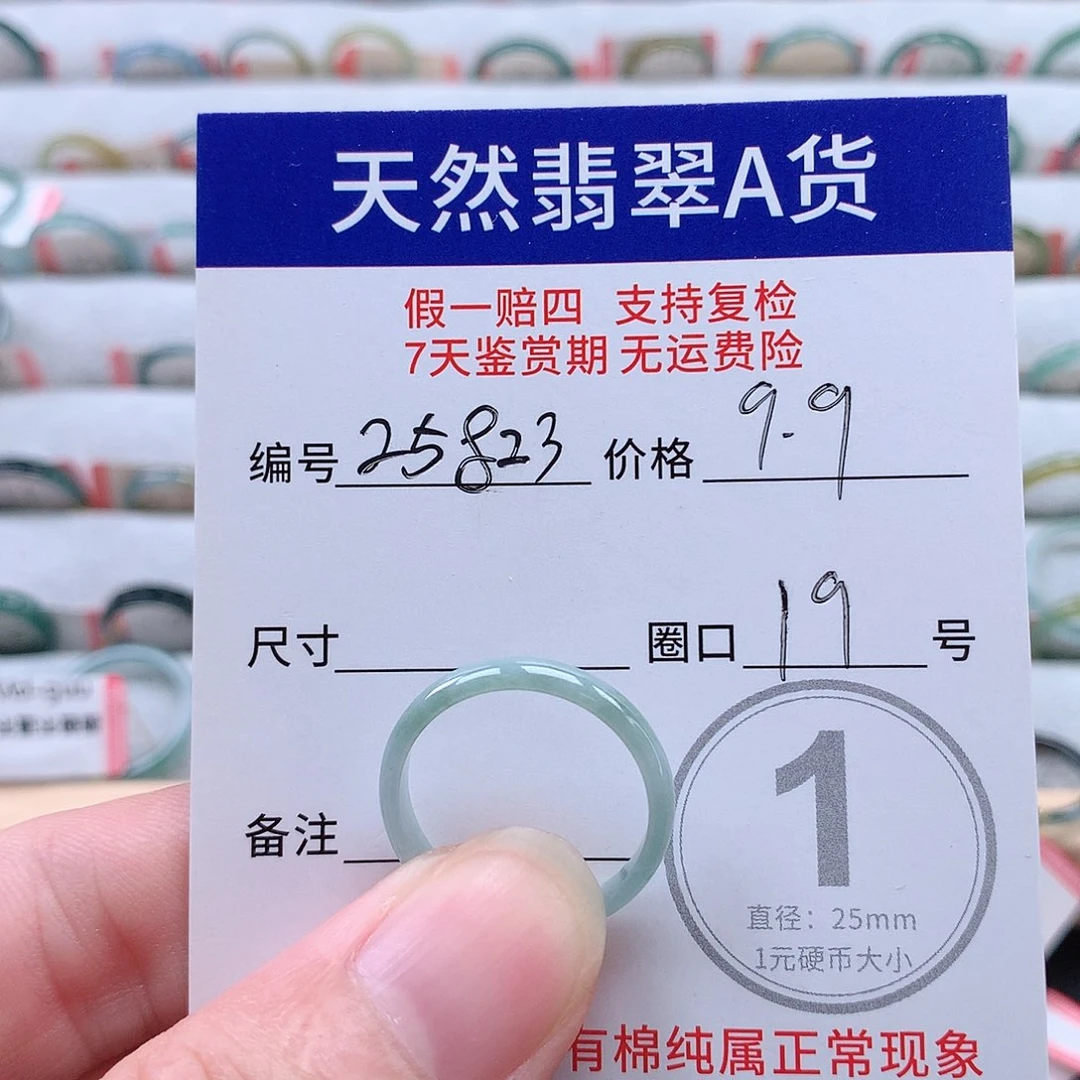 天然翡翠A货
假一赔四 支持复检
7天鉴赏期 无运费险
编号 25823 价格 9.9
尺寸 圈口 19 号
备注
1
直径：25mm
1元硬币大小
有棉纯属正常现象